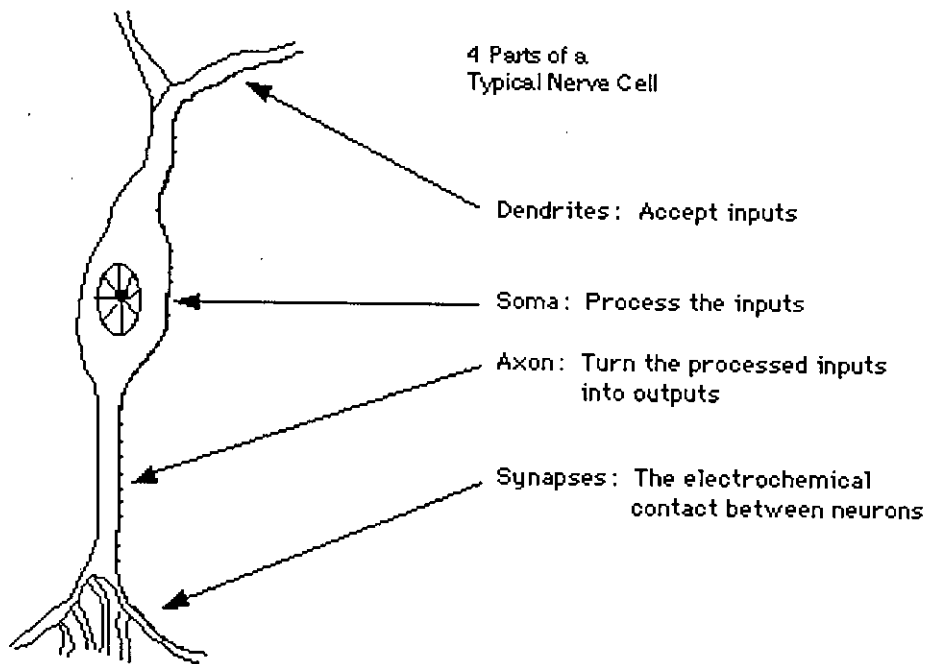 4 Parts of a
Typical Nerve Cell
Dendrites: Accept inputs
Soma: Process the inputs
Axon: Turn the processed inputs
into outputs
Synapses: The electrochemical
contact between neurons